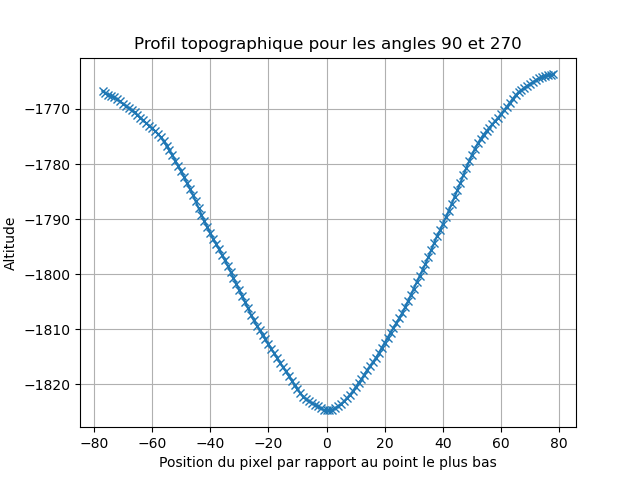 Profil topographique pour les angles 90 et 270
Altitude
−1770
−1780
−1790
−1800
−1810
−1820
−80 −60 −40 −20 0 20 40 60 80
Position du pixel par rapport au point le plus bas